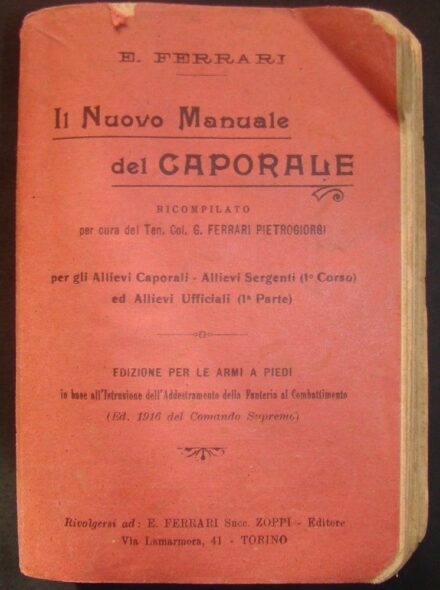 E. FERRARI
Il Nuovo Manuale
del CAPORALE
RICOMPILATO
per cura del Ten. Col. G. FERRARI PIETROGIORGI
per gli Allievi Caporali - Allievi Sergenti (1º Corso)
ed Allievi Ufficiali (1ª Parte)
EDIZIONE PER LE ARMI A PIEDI
in base all'Istruzione dell'Addestramento della Fanteria al Combattimento
(Ed. 1916 del Comando Supremo)
Rivolgersi ad: E. FERRARI Succ. ZOPPI - Editore
Via Lamarmora, 41 - TORINO